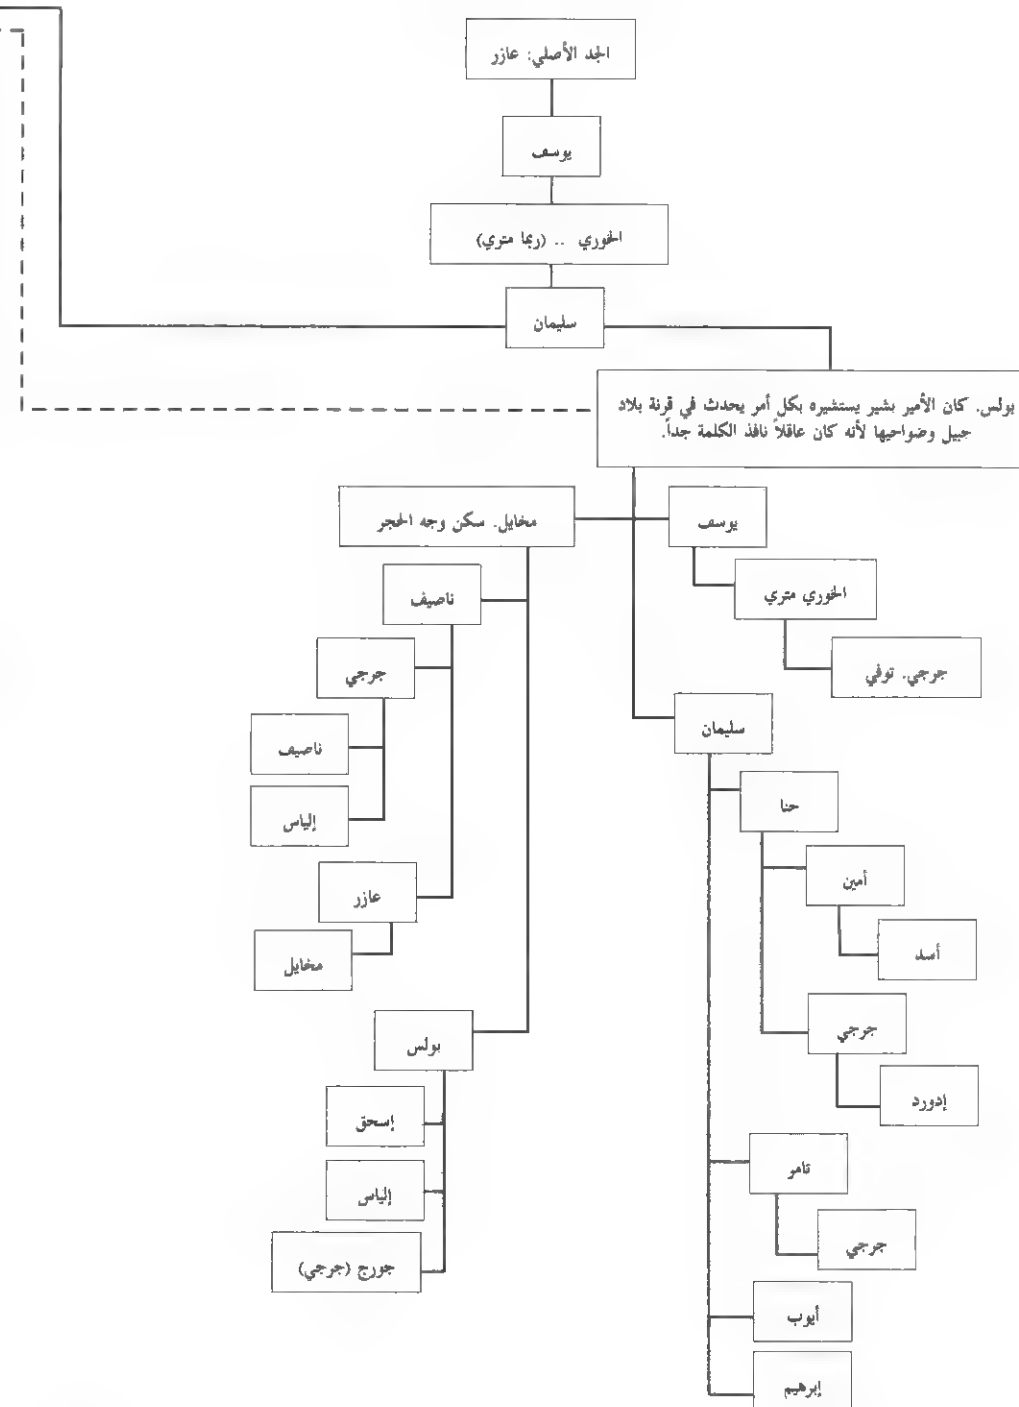 الجد الأصلي: عازر
يوسف
الخوري .. (ربما متري)
سليمان
بولس. كان الأمير بشير يستشيره بكل أمر يحدث في قرنة بلاد
جبيل وضواحيها لأنه كان عاقلاً نافذ الكلمة جداً.
مخايل. سكن وجه الحجر
يوسف
ناصيف
الخوري متري
جرجي
جرجي. توفي
ناصيف
سليمان
إلياس
حنا
عازر
أمين
مخايل
أسد
بولس
جرجي
إسحق
إدورد
إلياس
تامر
جورج (جرجي)
جرجي
أيوب
إبرهيم